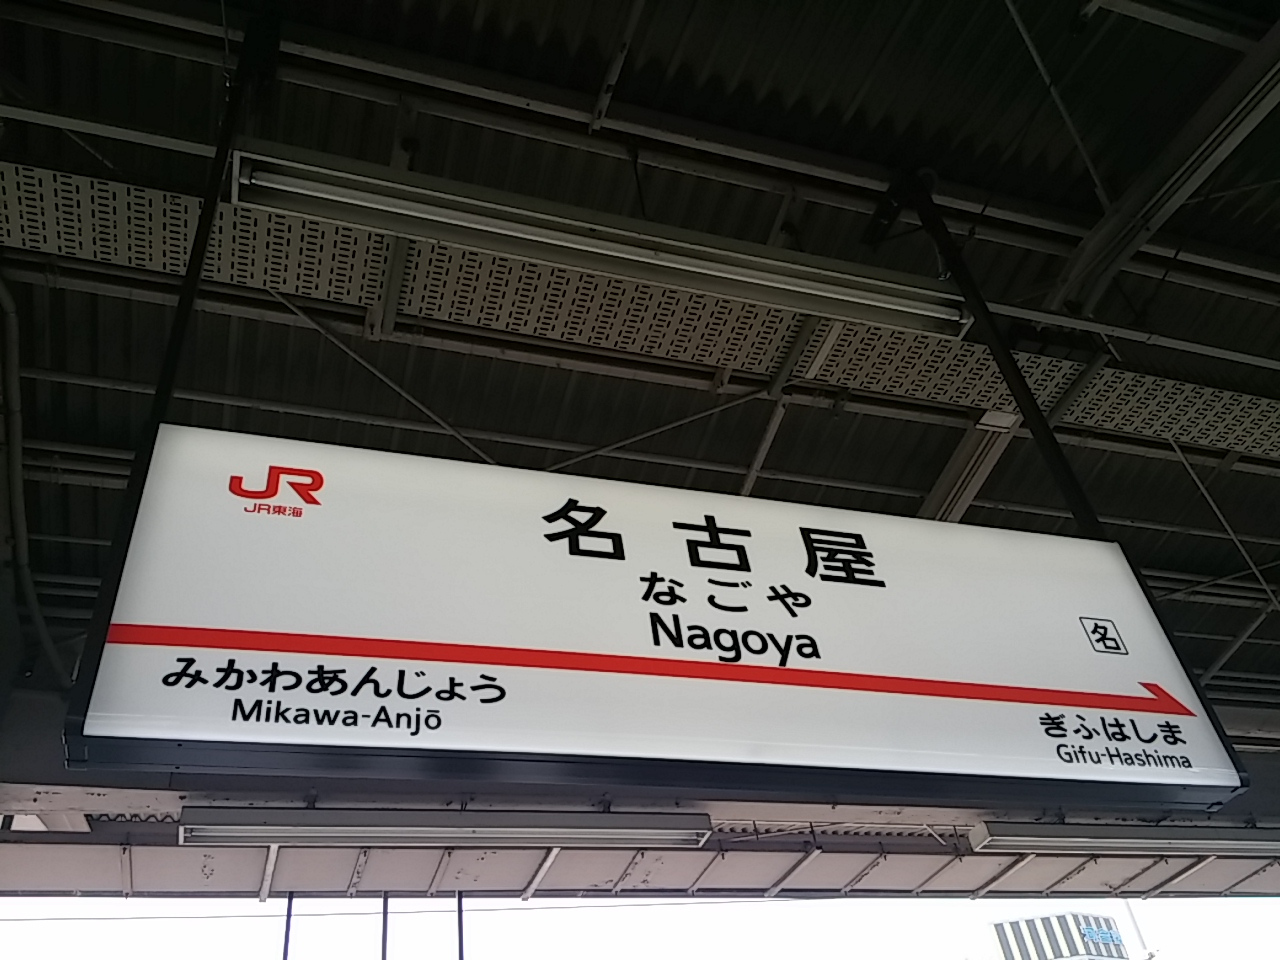 JR
JR東海
名古屋
なごや
Nagoya
名
みかわあんじょう
Mikawa-Anjō
ぎふはしま
Gifu-Hashima